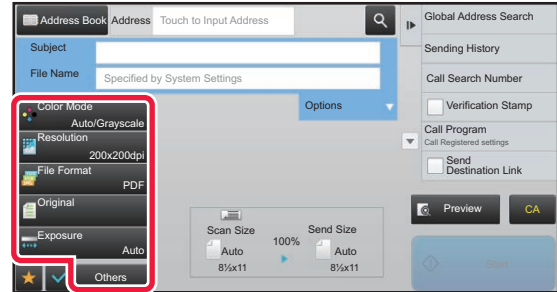 Address Book
Address
Touch to Input Address
Subject
File Name
Specified by System Settings
Options
Color Mode
Auto/Grayscale
Resolution
200x200dpi
File Format
PDF
Original
Exposure
Auto
Others
Scan Size
Auto
8½x11
100%
Send Size
Auto
8½x11
Global Address Search
Sending History
Call Search Number
Verification Stamp
Call Program
Call Registered settings
Send
Destination Link
Preview
CA
Start